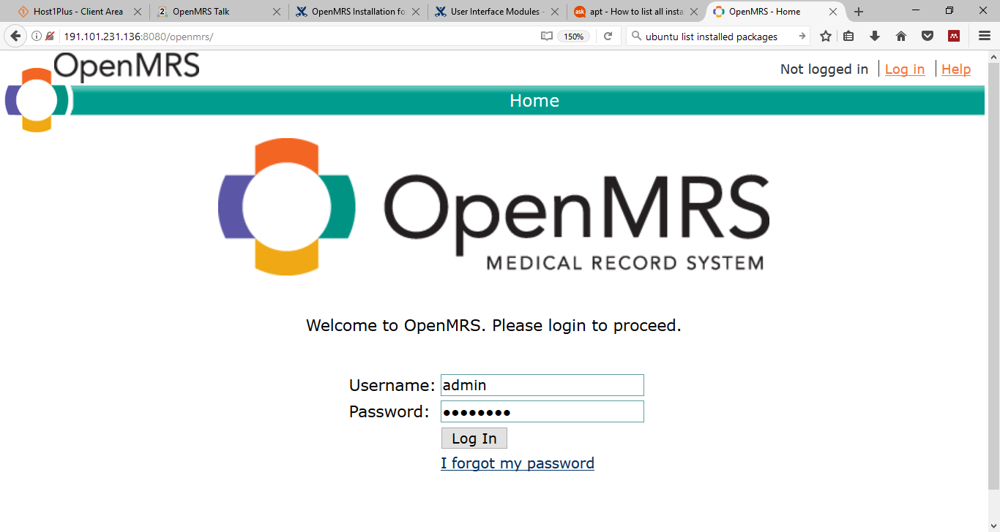 Host1Plus - Client Area
OpenMRS Talk
OpenMRS Installation fo
User Interface Modules -
apt - How to list all insta
OpenMRS - Home
191.101.231.136:8080/openmrs/
150%
ubuntu list installed packages
OpenMRS
Not logged in
Log in
Help
Home
OpenMRS
MEDICAL RECORD SYSTEM
Welcome to OpenMRS. Please login to proceed.
Username: admin
Password: ••••••••
Log In
I forgot my password